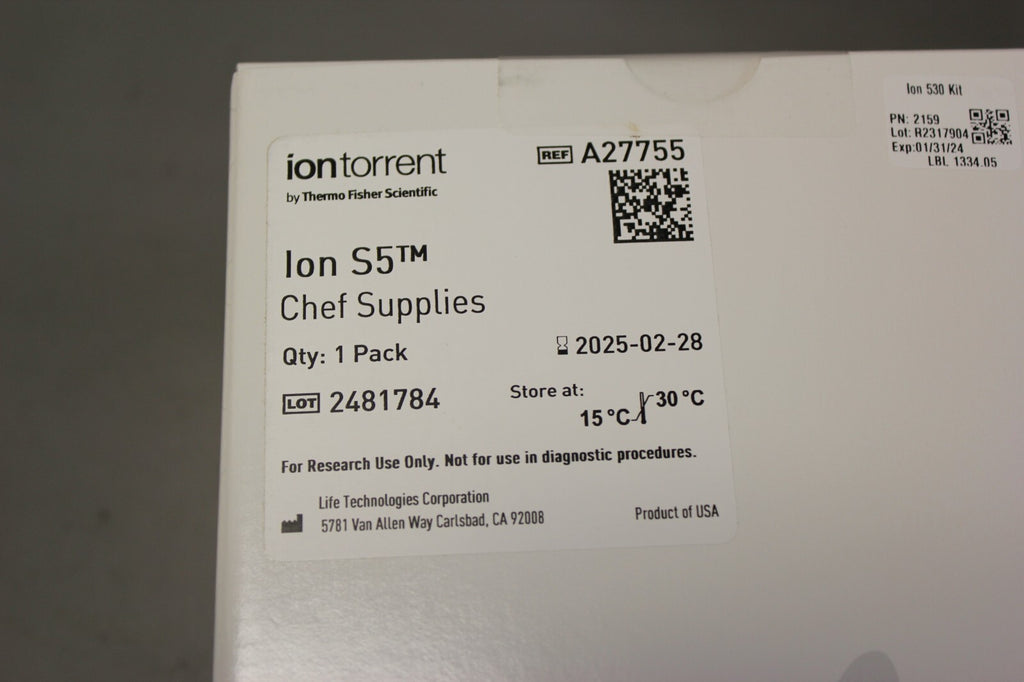 Ion 530 Kit
PN: 2159
Lot: R2317904
Exp:01/31/24
LBL 1334.05
iontorrent
by Thermo Fisher Scientific
REF A27755
Ion S5™
Chef Supplies
Qty: 1 Pack
2025-02-28
LOT 2481784
Store at:
15 °C 30 °C
For Research Use Only. Not for use in diagnostic procedures.
Life Technologies Corporation
5781 Van Allen Way Carlsbad, CA 92008
Product of USA